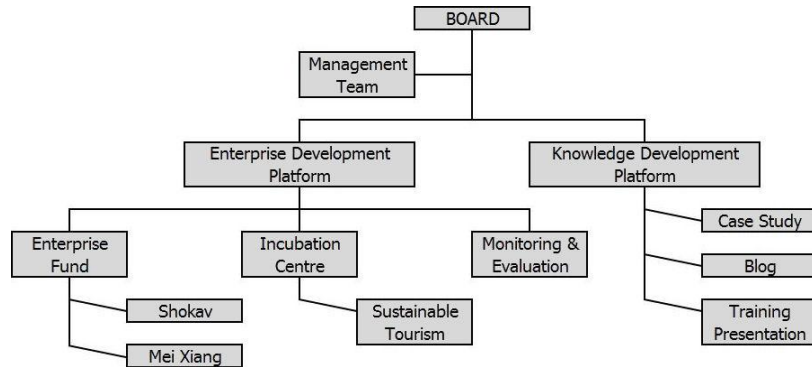 BOARD
Management
Team
Enterprise Development
Platform
Knowledge Development
Platform
Enterprise
Fund
Incubation
Centre
Monitoring &
Evaluation
Case Study
Blog
Shokav
Sustainable
Tourism
Training
Presentation
Mei Xiang